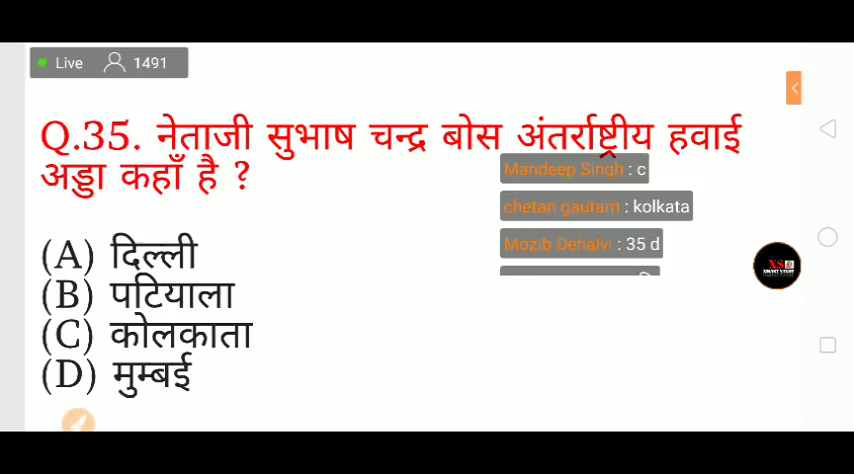 Live 1491
Q.35. नेताजी सुभाष चन्द्र बोस अंतर्राष्ट्रीय हवाई
अड्डा कहाँ है ?
Mandeep Singh : c
chetan gautam : kolkata
Mozib Dehalvi : 35 d
(A) दिल्ली
(B) पटियाला
(C) कोलकाता
(D) मुम्बई
XS